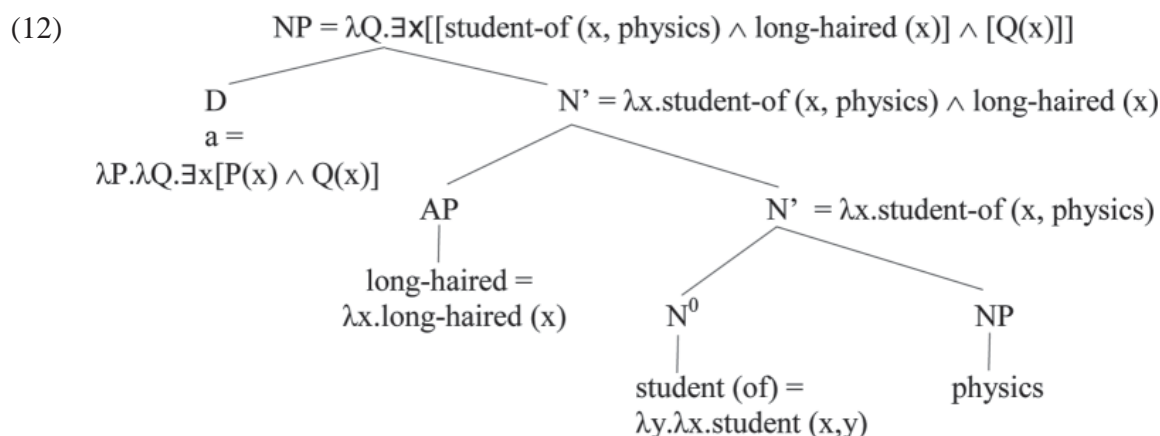 (12) NP = λQ.∃x[[student-of (x, physics) ∧ long-haired (x)] ∧ [Q(x)]]
D N’ = λx.student-of (x, physics) ∧ long-haired (x)
a =
λP.λQ.∃x[P(x) ∧ Q(x)]
AP N’ = λx.student-of (x, physics)
long-haired =
λx.long-haired (x)
N⁰ NP
student (of) = physics
λy.λx.student (x,y)